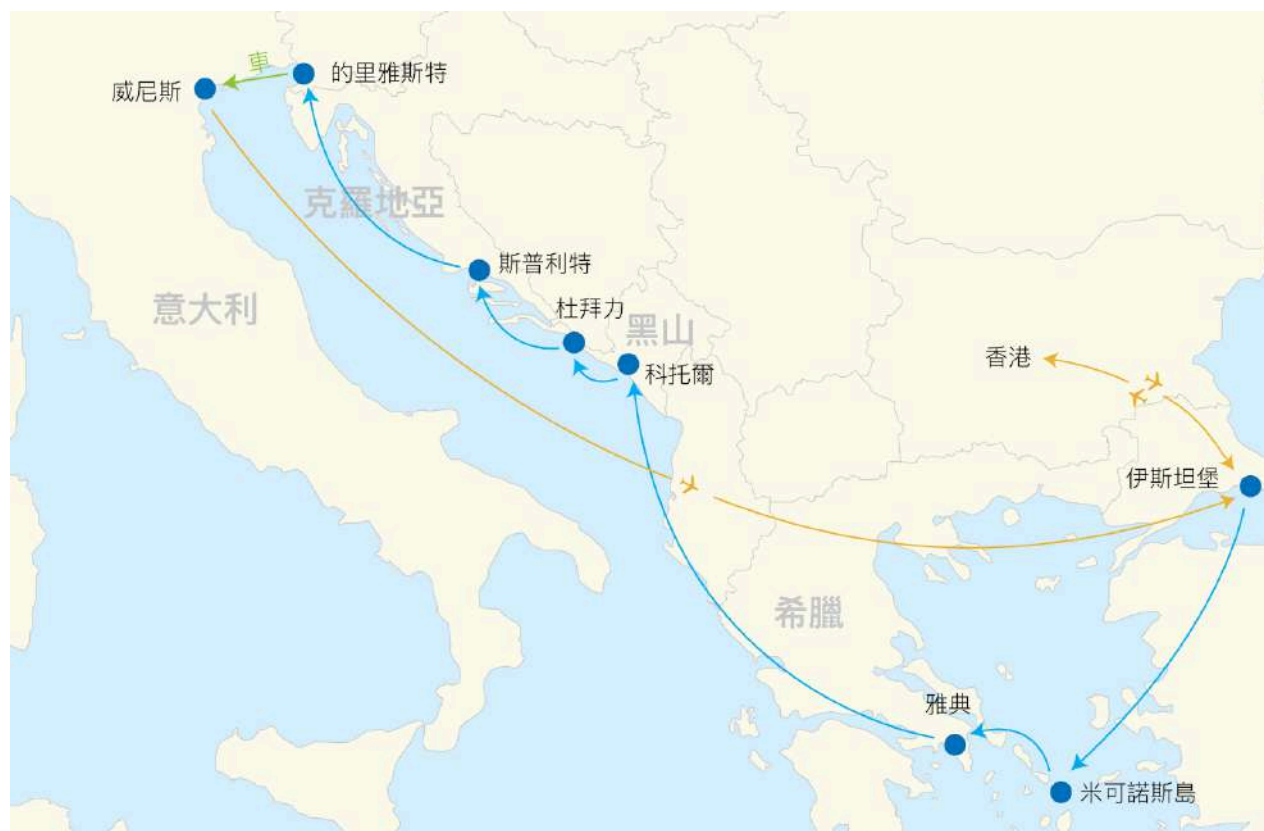 車
的里雅斯特
威尼斯
克羅地亞
斯普利特
意大利
杜拜力
黑山
香港
科托爾
伊斯坦堡
希臘
雅典
米可諾斯島